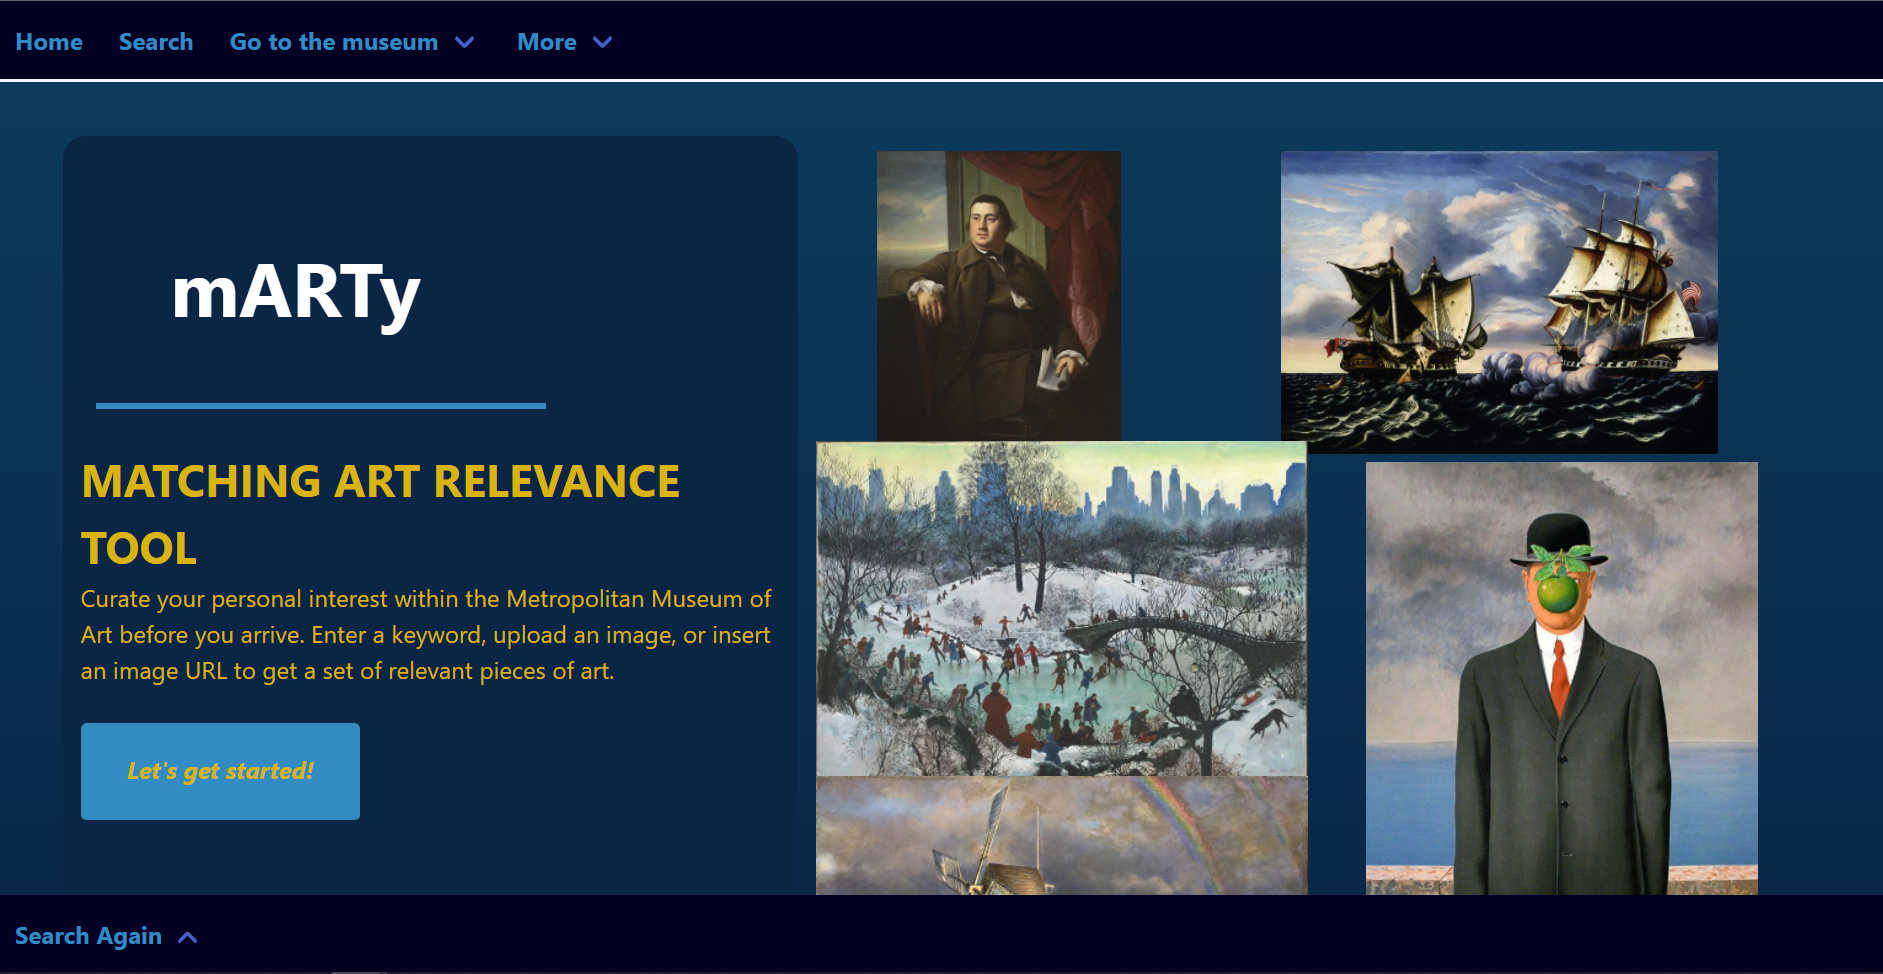 Home Search Go to the museum More
mARTy
MATCHING ART RELEVANCE
TOOL
Curate your personal interest within the Metropolitan Museum of
Art before you arrive. Enter a keyword, upload an image, or insert
an image URL to get a set of relevant pieces of art.
Let's get started!
Search Again